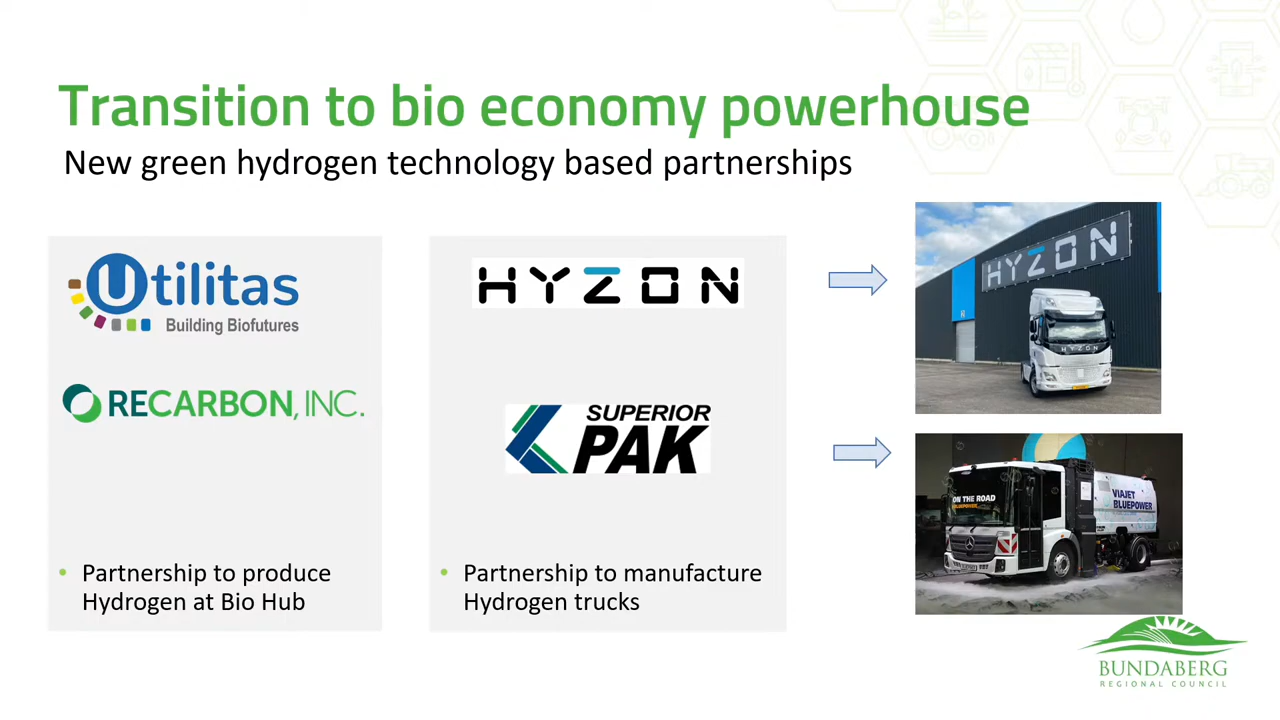 Transition to bio economy powerhouse
New green hydrogen technology based partnerships
Utilitas
Building Biofutures
RECARBON, INC.
• Partnership to produce
Hydrogen at Bio Hub
HYZON
SUPERIOR
PAK
• Partnership to manufacture
Hydrogen trucks
HYZON
HYZON
ON THE ROAD
VIAJET
BLUEPOWER
BUNDABERG
REGIONAL COUNCIL